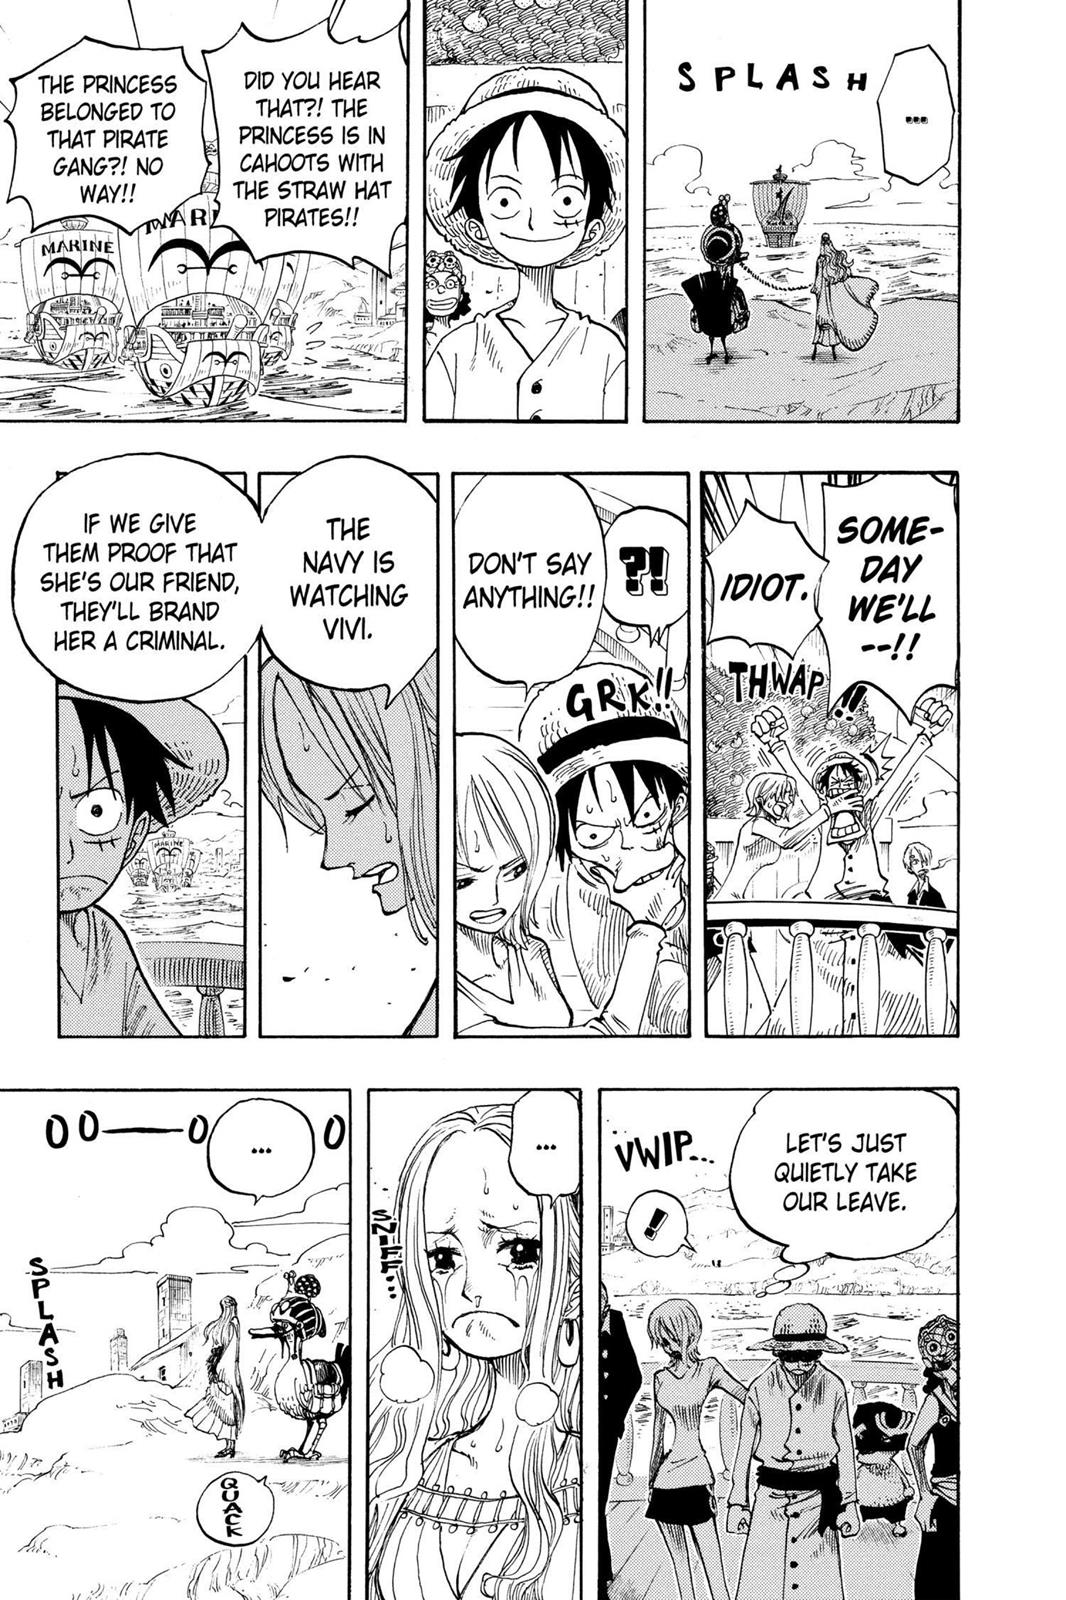 ...
SPLASH
DID YOU HEAR
THAT?! THE
PRINCESS IS IN
CAHOOTS WITH
THE STRAW HAT
PIRATES!!
THE PRINCESS
BELONGED TO
THAT PIRATE
GANG?! NO
WAY!!
MARINE
MARI
SOME-
DAY
WE'LL
--!!
IDIOT.
THWAP
?!
DON'T SAY
ANYTHING!!
GRK!!
THE
NAVY IS
WATCHING
VIVI.
IF WE GIVE
THEM PROOF THAT
SHE'S OUR FRIEND,
THEY'LL BRAND
HER A CRIMINAL.
MARINE
LET'S JUST
QUIETLY TAKE
OUR LEAVE.
VWIP...
!
...
SNIFF...
...
OO—O O
SPLASH
QUACK